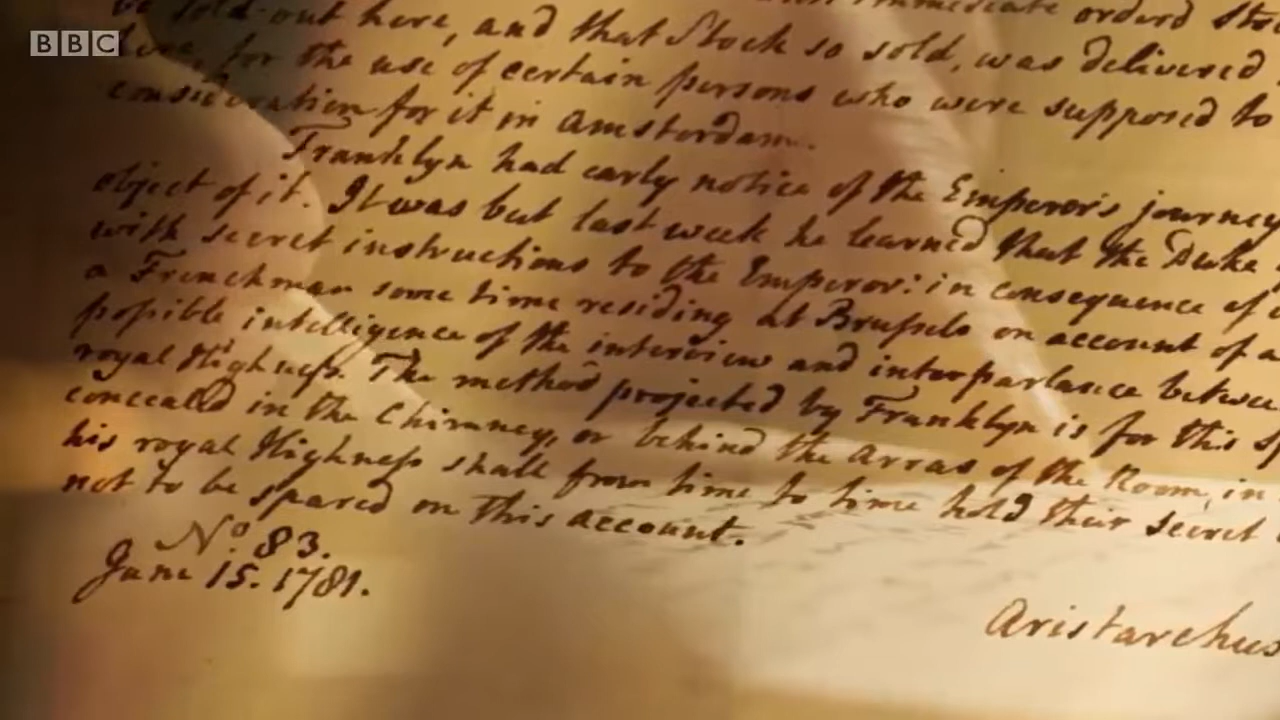 BBC
be sold out here, and that Stock so sold, was delivered
here, for the use of certain persons who were supposed to
consideration for it in Amsterdam.
Franklyn had early notice of the Emperor's journey
object of it. It was but last week he learned that the Duke
with secret instructions to the Emperor: in consequence of
a Frenchman some time residing at Brussels on account of
possible intelligence of the interview and interparlance betwee
royal Highness. The method projected by Franklyn is for this
conceald in the Chimney, or behind the Arras of the Room, in
his royal Highness shall from time to time hold their secret
not to be spared on this account.
No. 83.
June 15. 1781.
Aristarchus